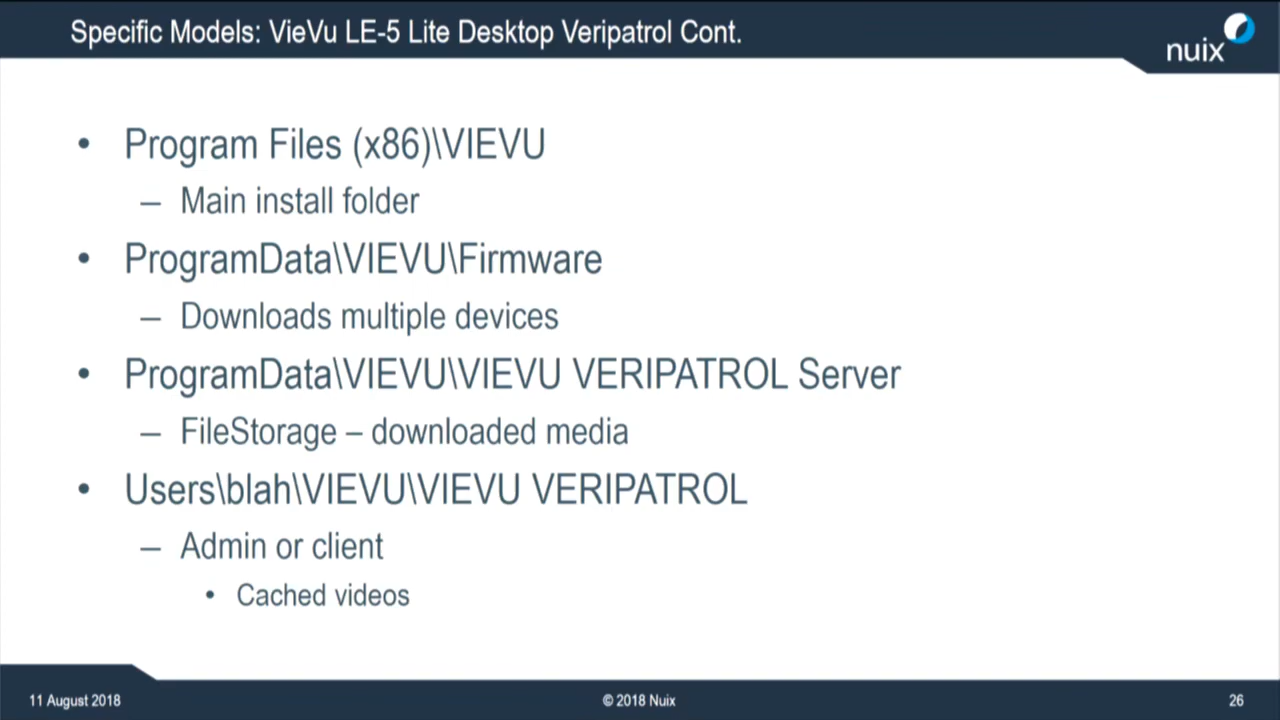 Specific Models: VieVu LE-5 Lite Desktop Veripatrol Cont.
nuix
• Program Files (x86)\VIEVU
– Main install folder
• ProgramData\VIEVU\Firmware
– Downloads multiple devices
• ProgramData\VIEVU\VIEVU VERIPATROL Server
– FileStorage – downloaded media
• Users\blah\VIEVU\VIEVU VERIPATROL
– Admin or client
• Cached videos
11 August 2018
© 2018 Nuix
26